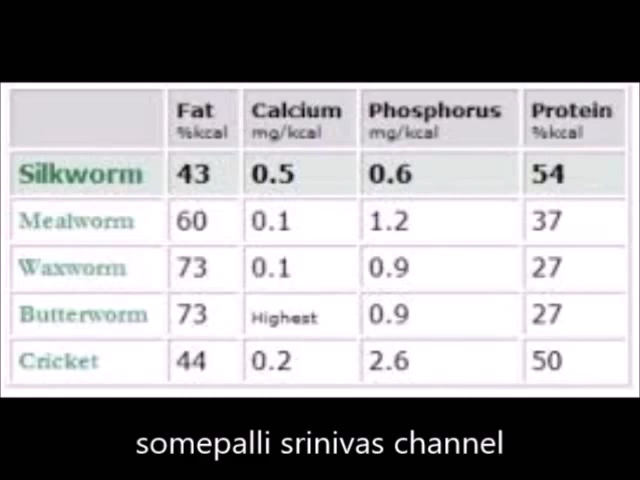 Fat Calcium Phosphorus Protein
%kcal mg/kcal mg/kcal %kcal
Silkworm 43 0.5 0.6 54
Mealworm 60 0.1 1.2 37
Waxworm 73 0.1 0.9 27
Butterworm 73 Highest 0.9 27
Cricket 44 0.2 2.6 50
somepalli srinivas channel